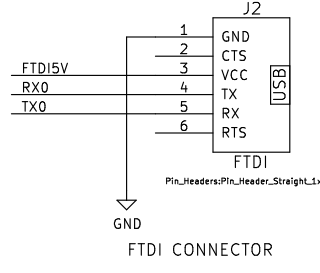 J2
1 GND
2 CTS
FTDI5V 3 VCC
RX0 4 TX
TX0 5 RX
6 RTS
USB
FTDI
Pin_Headers:Pin_Header_Straight_1x
GND
FTDI CONNECTOR